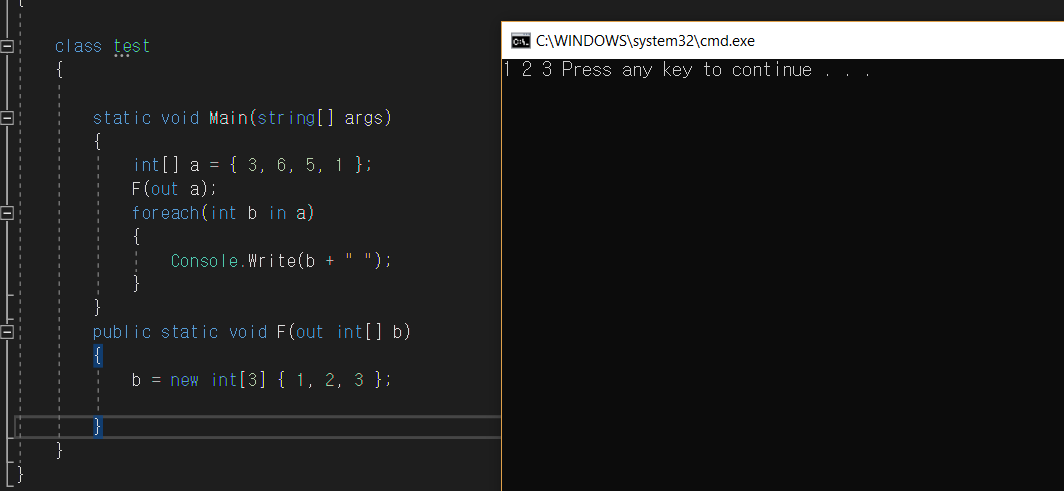 class test
{
static void Main(string[] args)
{
int[] a = { 3, 6, 5, 1 };
F(out a);
foreach(int b in a)
{
Console.Write(b + " ");
}
}
public static void F(out int[] b)
{
b = new int[3] { 1, 2, 3 };
}
}
}
C:\WINDOWS\system32\cmd.exe
1 2 3 Press any key to continue . . .